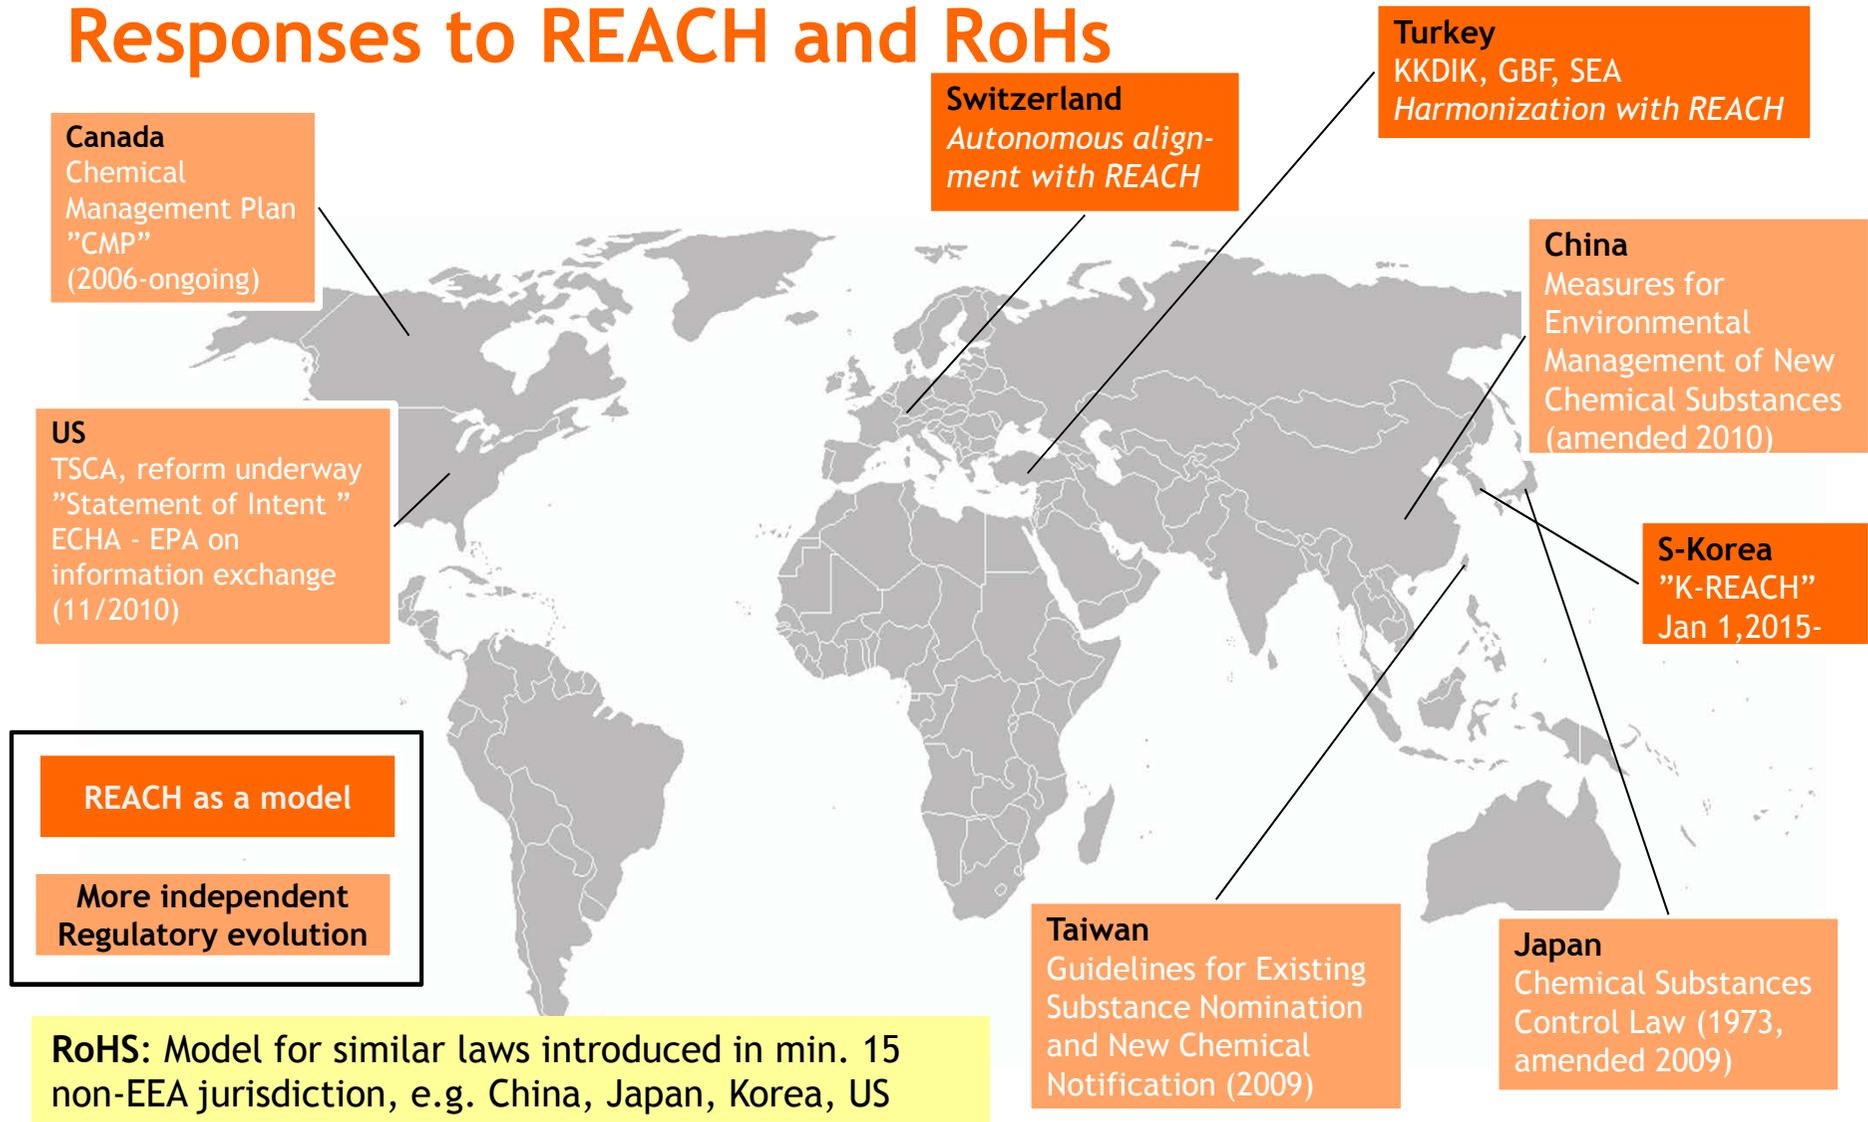 Responses to REACH and RoHs
Turkey
KKDIK, GBF, SEA
Harmonization with REACH
Switzerland
Autonomous align-
ment with REACH
Canada
Chemical
Management Plan
”CMP”
(2006-ongoing)
China
Measures for
Environmental
Management of New
Chemical Substances
(amended 2010)
US
TSCA, reform underway
”Statement of Intent ”
ECHA - EPA on
information exchange
(11/2010)
S-Korea
”K-REACH”
Jan 1,2015-
REACH as a model
More independent
Regulatory evolution
Taiwan
Guidelines for Existing
Substance Nomination
and New Chemical
Notification (2009)
Japan
Chemical Substances
Control Law (1973,
amended 2009)
RoHS: Model for similar laws introduced in min. 15
non-EEA jurisdiction, e.g. China, Japan, Korea, US